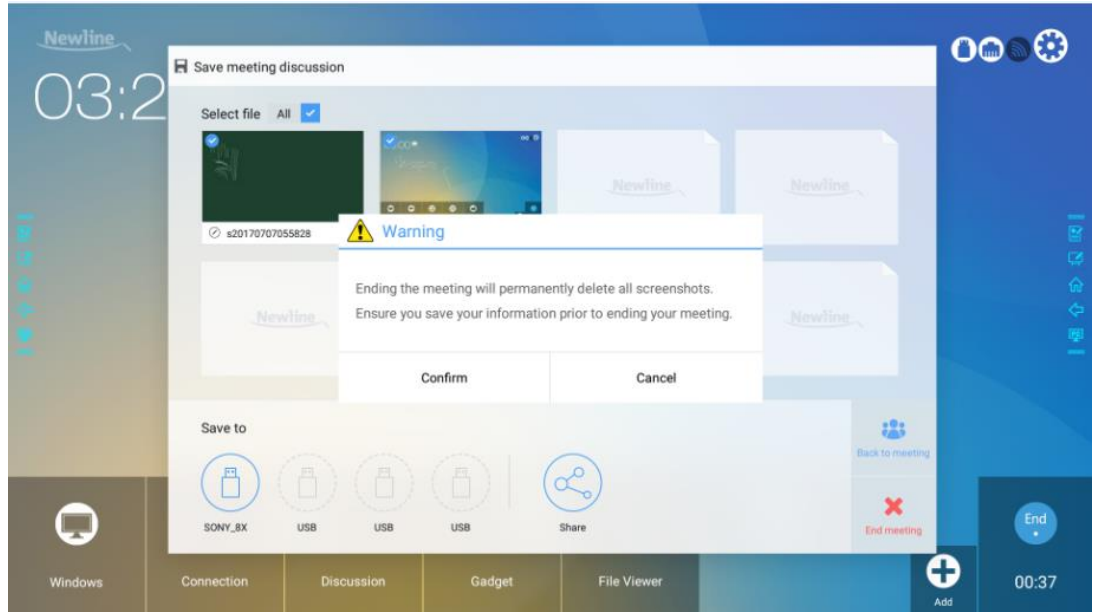 Newline
03:2
Save meeting discussion
Select file All
Newline
Newline
s20170707055828
Warning
Ending the meeting will permanently delete all screenshots.
Ensure you save your information prior to ending your meeting.
Newline
Newline
Confirm
Cancel
Save to
Back to meeting
SONY_8X
USB
USB
USB
Share
End meeting
End
Windows
Connection
Discussion
Gadget
File Viewer
Add
00:37